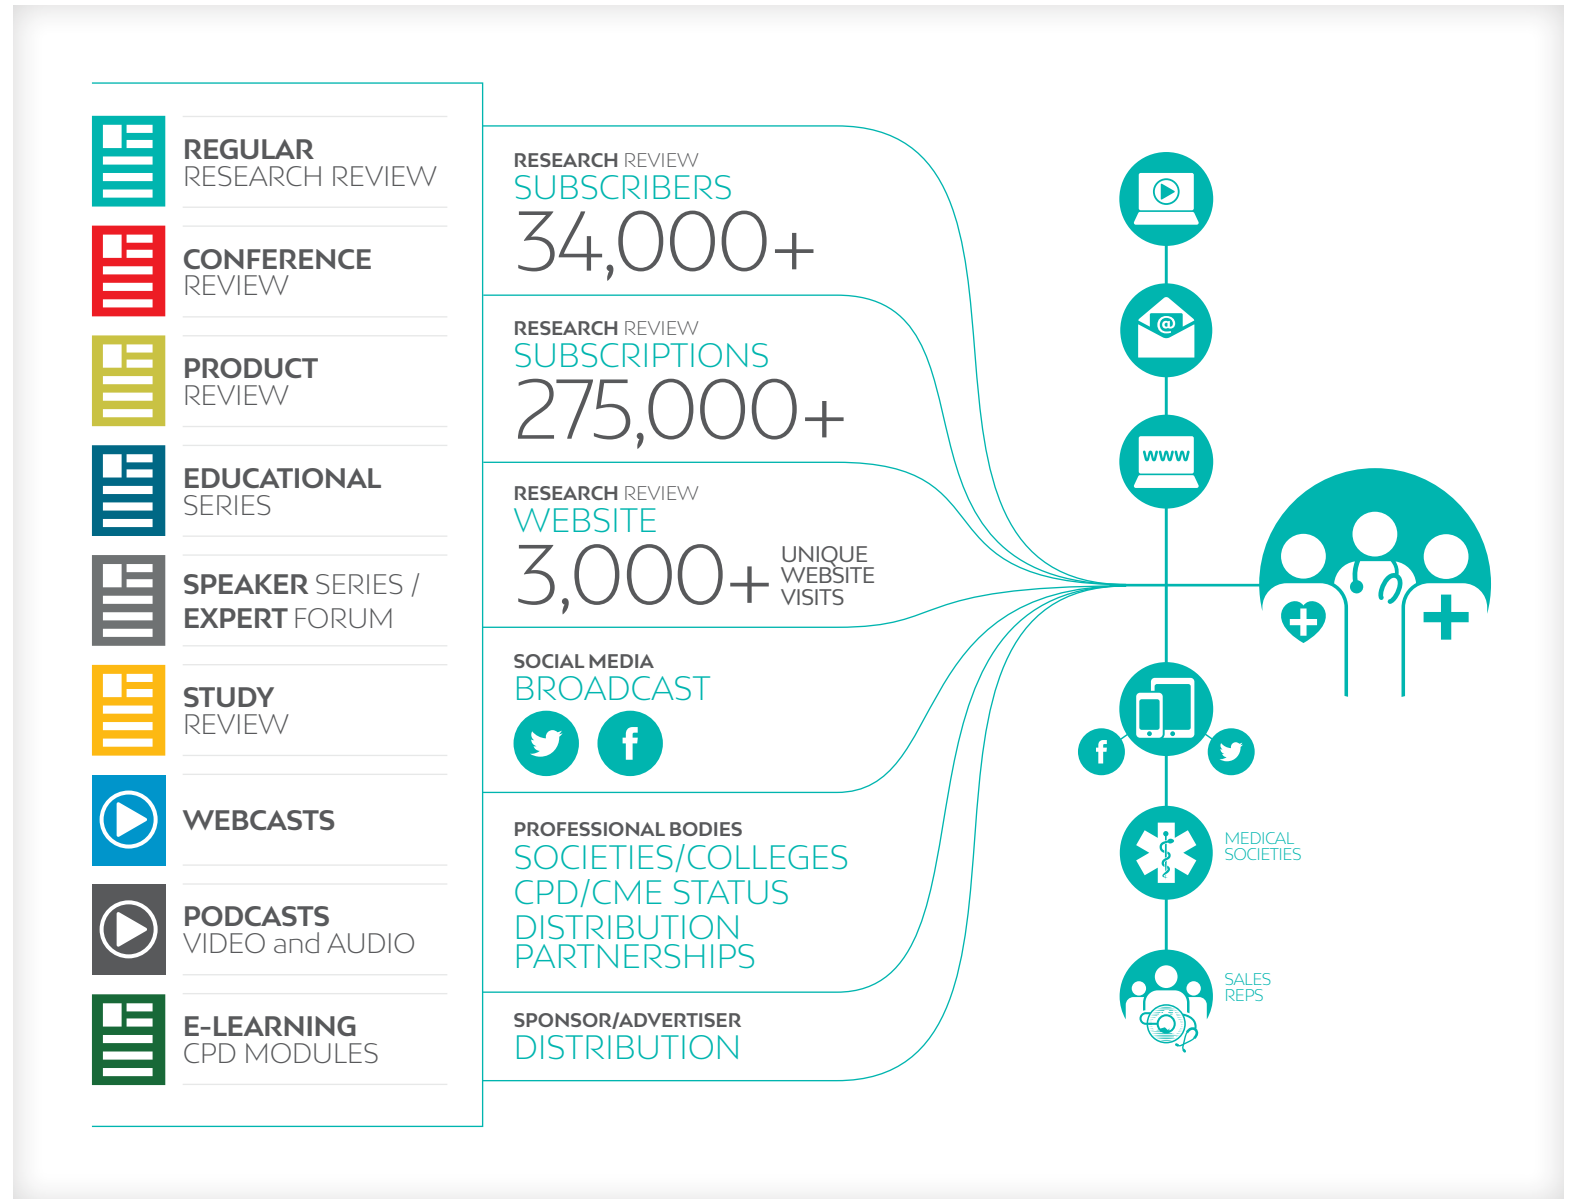 REGULAR
RESEARCH REVIEW
CONFERENCE
REVIEW
PRODUCT
REVIEW
EDUCATIONAL
SERIES
SPEAKER SERIES /
EXPERT FORUM
STUDY
REVIEW
WEBCASTS
PODCASTS
VIDEO and AUDIO
E-LEARNING
CPD MODULES
RESEARCH REVIEW
SUBSCRIBERS
34,000+
RESEARCH REVIEW
SUBSCRIPTIONS
275,000+
RESEARCH REVIEW
WEBSITE
3,000+
UNIQUE
WEBSITE
VISITS
SOCIAL MEDIA
BROADCAST
f
PROFESSIONAL BODIES
SOCIETIES/COLLEGES
CPD/CME STATUS
DISTRIBUTION
PARTNERSHIPS
SPONSOR/ADVERTISER
DISTRIBUTION
@
www
f
MEDICAL
SOCIETIES
SALES
REPS